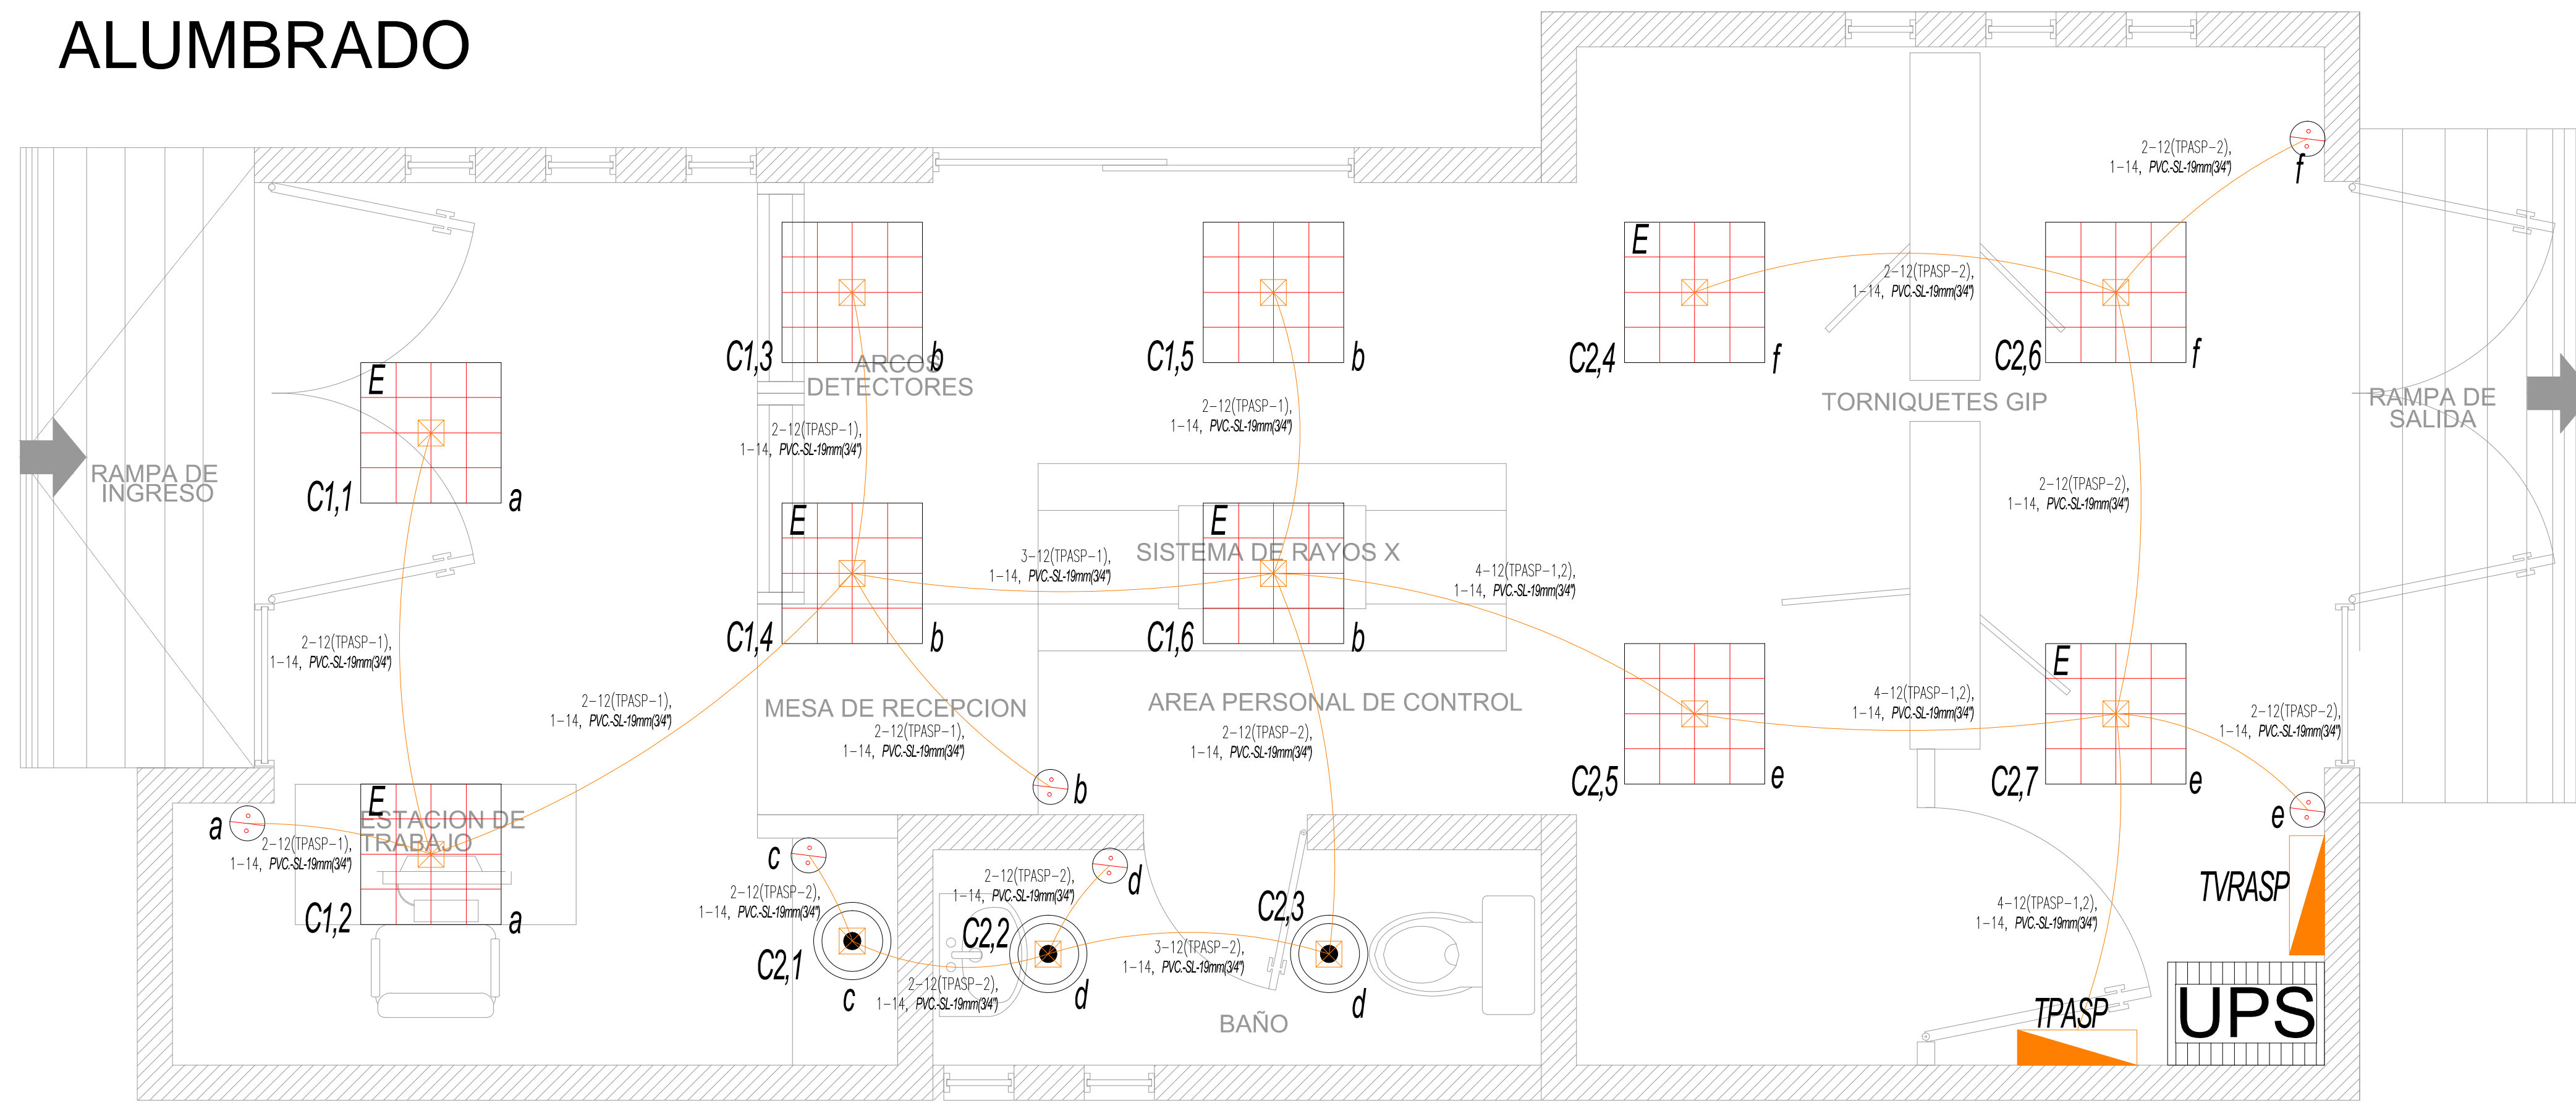 ALUMBRADO
2-12(TPASP-2),
1-14, PVC.-SL-19mm(3/4")
f
E
2-12(TPASP-2),
1-14, PVC.-SL-19mm(3/4")
C1,3
b
ARCOS
DETECTORES
C1,5
b
C2,4
f
C2,6
f
E
C1,1
a
RAMPA DE
INGRESO
2-12(TPASP-1),
1-14, PVC.-SL-19mm(3/4")
2-12(TPASP-1),
1-14, PVC.-SL-19mm(3/4")
TORNIQUETES GIP
RAMPA DE
SALIDA
2-12(TPASP-2),
1-14, PVC.-SL-19mm(3/4")
E
C1,4
b
3-12(TPASP-1),
1-14, PVC.-SL-19mm(3/4")
E
SISTEMA DE RAYOS X
C1,6
b
4-12(TPASP-1,2),
1-14, PVC.-SL-19mm(3/4")
2-12(TPASP-1),
1-14, PVC.-SL-19mm(3/4")
2-12(TPASP-1),
1-14, PVC.-SL-19mm(3/4")
MESA DE RECEPCION
2-12(TPASP-1),
1-14, PVC.-SL-19mm(3/4")
b
AREA PERSONAL DE CONTROL
2-12(TPASP-2),
1-14, PVC.-SL-19mm(3/4")
C2,5
e
4-12(TPASP-1,2),
1-14, PVC.-SL-19mm(3/4")
E
C2,7
e
2-12(TPASP-2),
1-14, PVC.-SL-19mm(3/4")
e
a
2-12(TPASP-1),
1-14, PVC.-SL-19mm(3/4")
E
ESTACION DE
TRABAJO
C1,2
a
c
2-12(TPASP-2),
1-14, PVC.-SL-19mm(3/4")
C2,1
c
2-12(TPASP-2),
1-14, PVC.-SL-19mm(3/4")
d
C2,2
d
2-12(TPASP-2),
1-14, PVC.-SL-19mm(3/4")
3-12(TPASP-2),
1-14, PVC.-SL-19mm(3/4")
C2,3
d
BAÑO
4-12(TPASP-1,2),
1-14, PVC.-SL-19mm(3/4")
TVRASP
TPASP
UPS